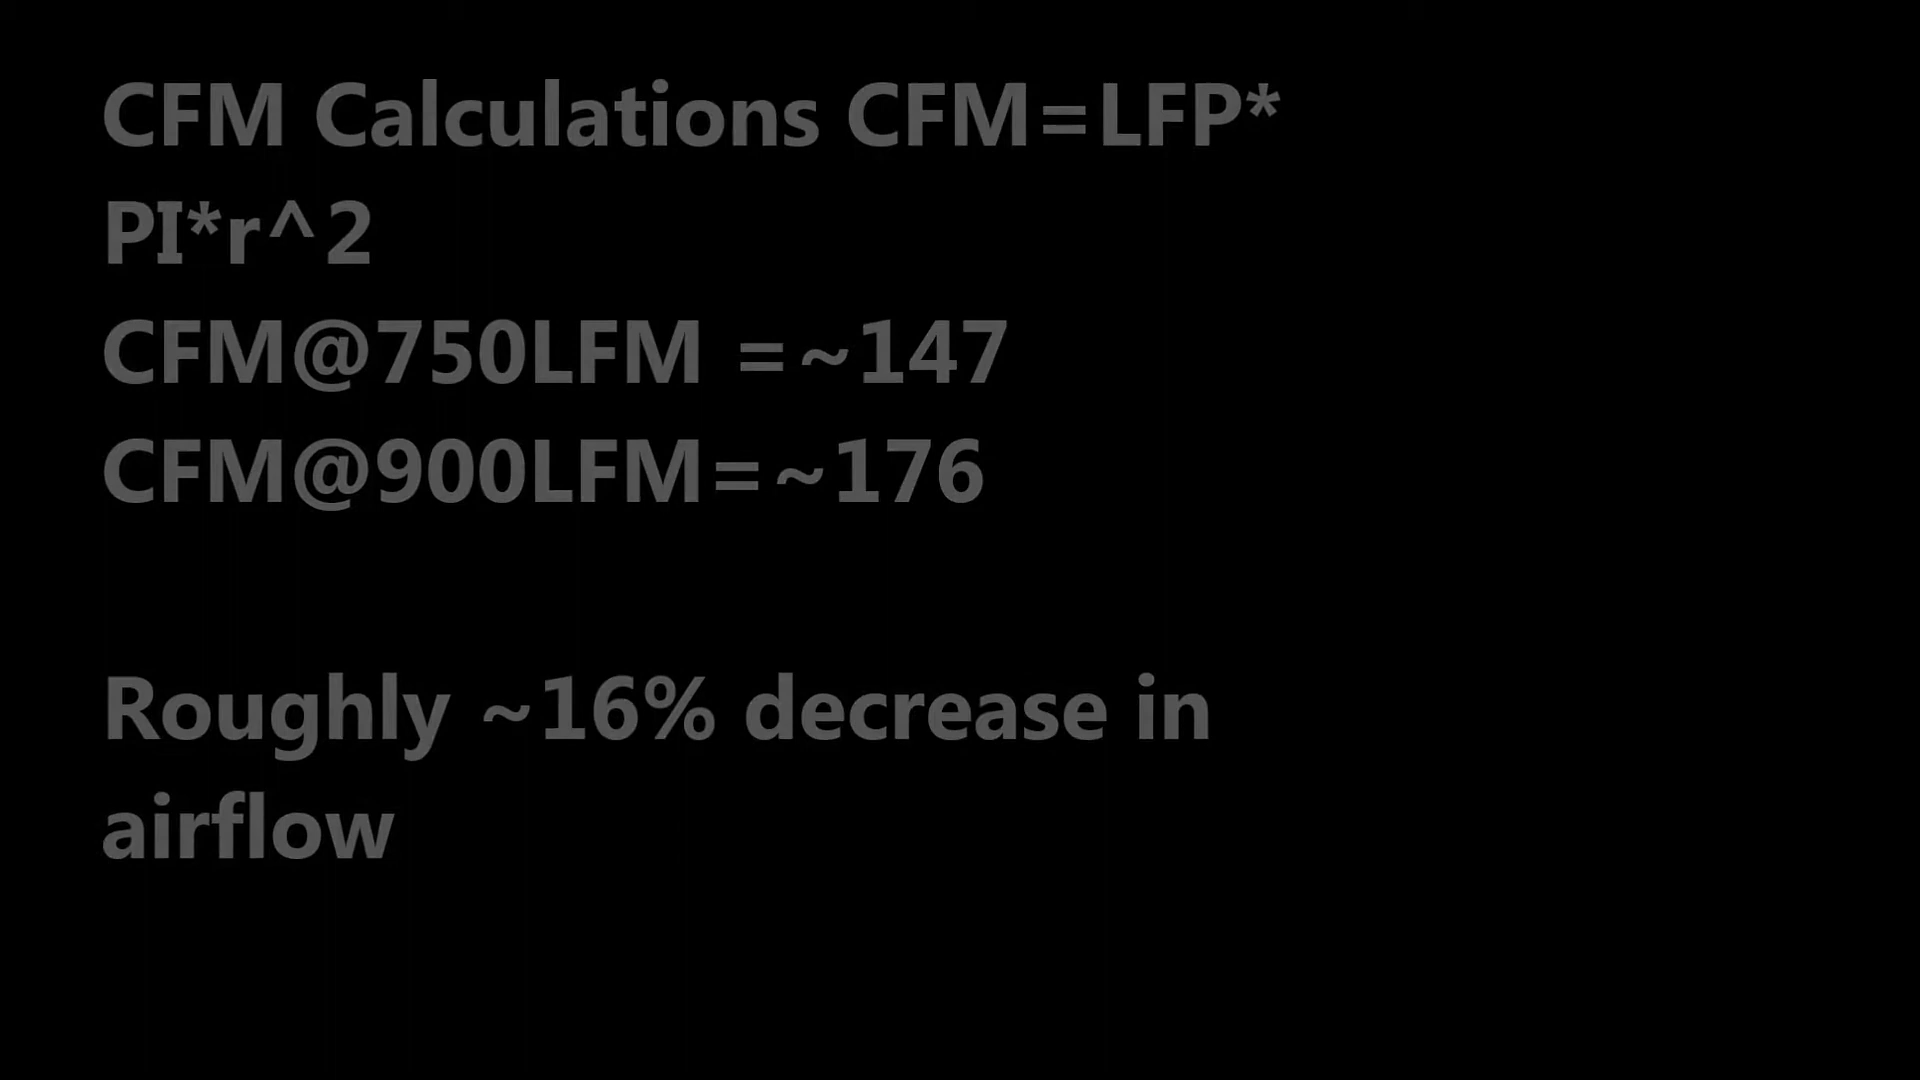 CFM Calculations CFM=LFP*
PI*r^2
CFM@750LFM =~147
CFM@900LFM=~176
Roughly ~16% decrease in
airflow